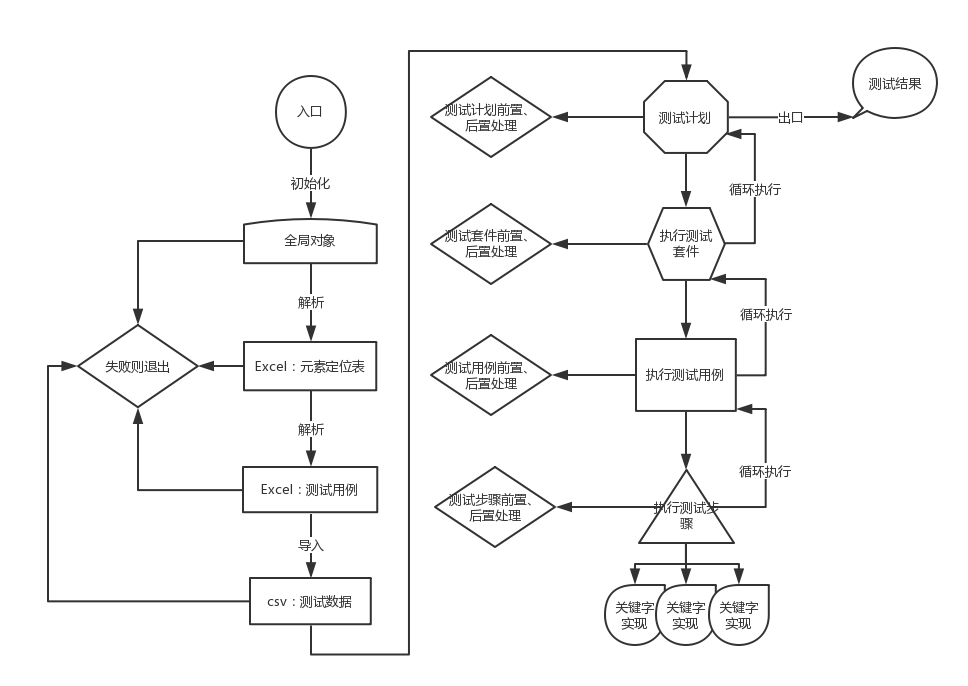 入口
初始化
全局对象
解析
失败则退出
Excel：元素定位表
解析
Excel：测试用例
导入
csv：测试数据
测试计划前置、
后置处理
测试计划
出口
测试结果
循环执行
测试套件前置、
后置处理
执行测试
套件
循环执行
测试用例前置、
后置处理
执行测试用例
循环执行
测试步骤前置、
后置处理
执行测试步
骤
关键字
实现
关键字
实现
关键字
实现